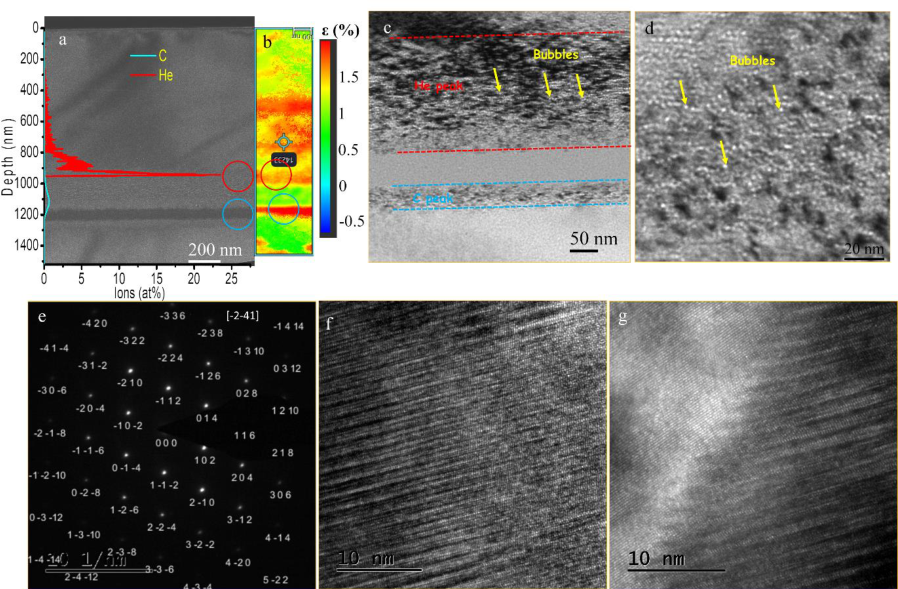 a
C
He
0
200
400
600
800
1000
1200
1400
Depth (nm)
0
5
10
15
20
25
Ions (at%)
200 nm
b
ε (%)
1.5
1
0.5
0
-0.5
c
He peak
Bubbles
C peak
50 nm
d
Bubbles
20 nm
e
[-2-41]
-3 3 6
-4 2 0
-2 3 8
-1 4 14
-3 2 2
-4 1 -4
-2 2 4
-1 3 10
-3 1 -2
-1 2 6
0 3 12
-2 1 0
-3 0 -6
0 2 8
-1 1 2
-2 0 -4
1 2 10
0 1 4
-1 0 -2
-2 -1 -8
1 1 6
0 0 0
-1 -1 -6
2 1 8
1 0 2
0 -1 -4
-1 -2 -10
2 0 4
1 -1 -2
0 -2 -8
3 0 6
2 -1 0
1 -2 -6
0 -3 -12
3 -1 2
2 -2 -4
1 -3 -10
4 -1 4
3 -2 -2
2 -3 -8
4 -2 0
3 -3 -6
2 -4 -12
5 -2 2
4 -3 -4
f
10 nm
g
10 nm